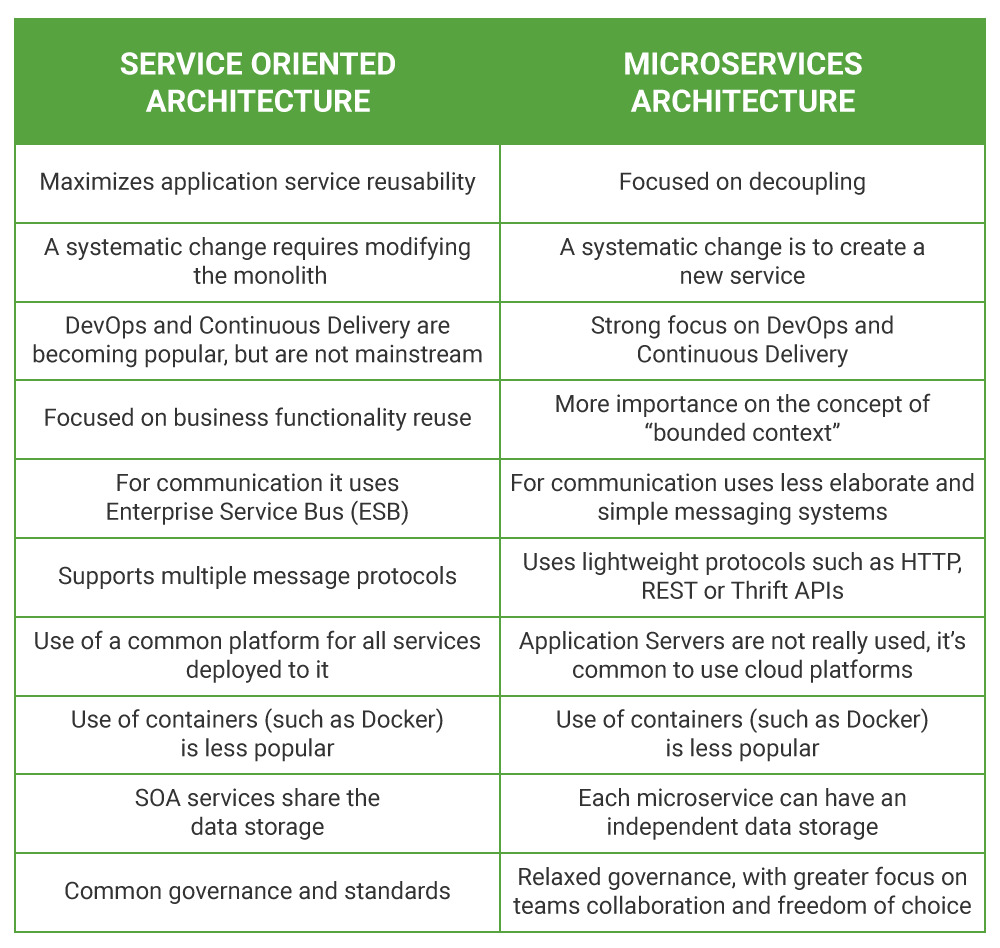 SERVICE ORIENTED
ARCHITECTURE
MICROSERVICES
ARCHITECTURE
Maximizes application service reusability
Focused on decoupling
A systematic change requires modifying
the monolith
A systematic change is to create a
new service
DevOps and Continuous Delivery are
becoming popular, but are not mainstream
Strong focus on DevOps and
Continuous Delivery
Focused on business functionality reuse
More importance on the concept of
“bounded context”
For communication it uses
Enterprise Service Bus (ESB)
For communication uses less elaborate and
simple messaging systems
Supports multiple message protocols
Uses lightweight protocols such as HTTP,
REST or Thrift APIs
Use of a common platform for all services
deployed to it
Application Servers are not really used, it’s
common to use cloud platforms
Use of containers (such as Docker)
is less popular
Use of containers (such as Docker)
is less popular
SOA services share the
data storage
Each microservice can have an
independent data storage
Common governance and standards
Relaxed governance, with greater focus on
teams collaboration and freedom of choice